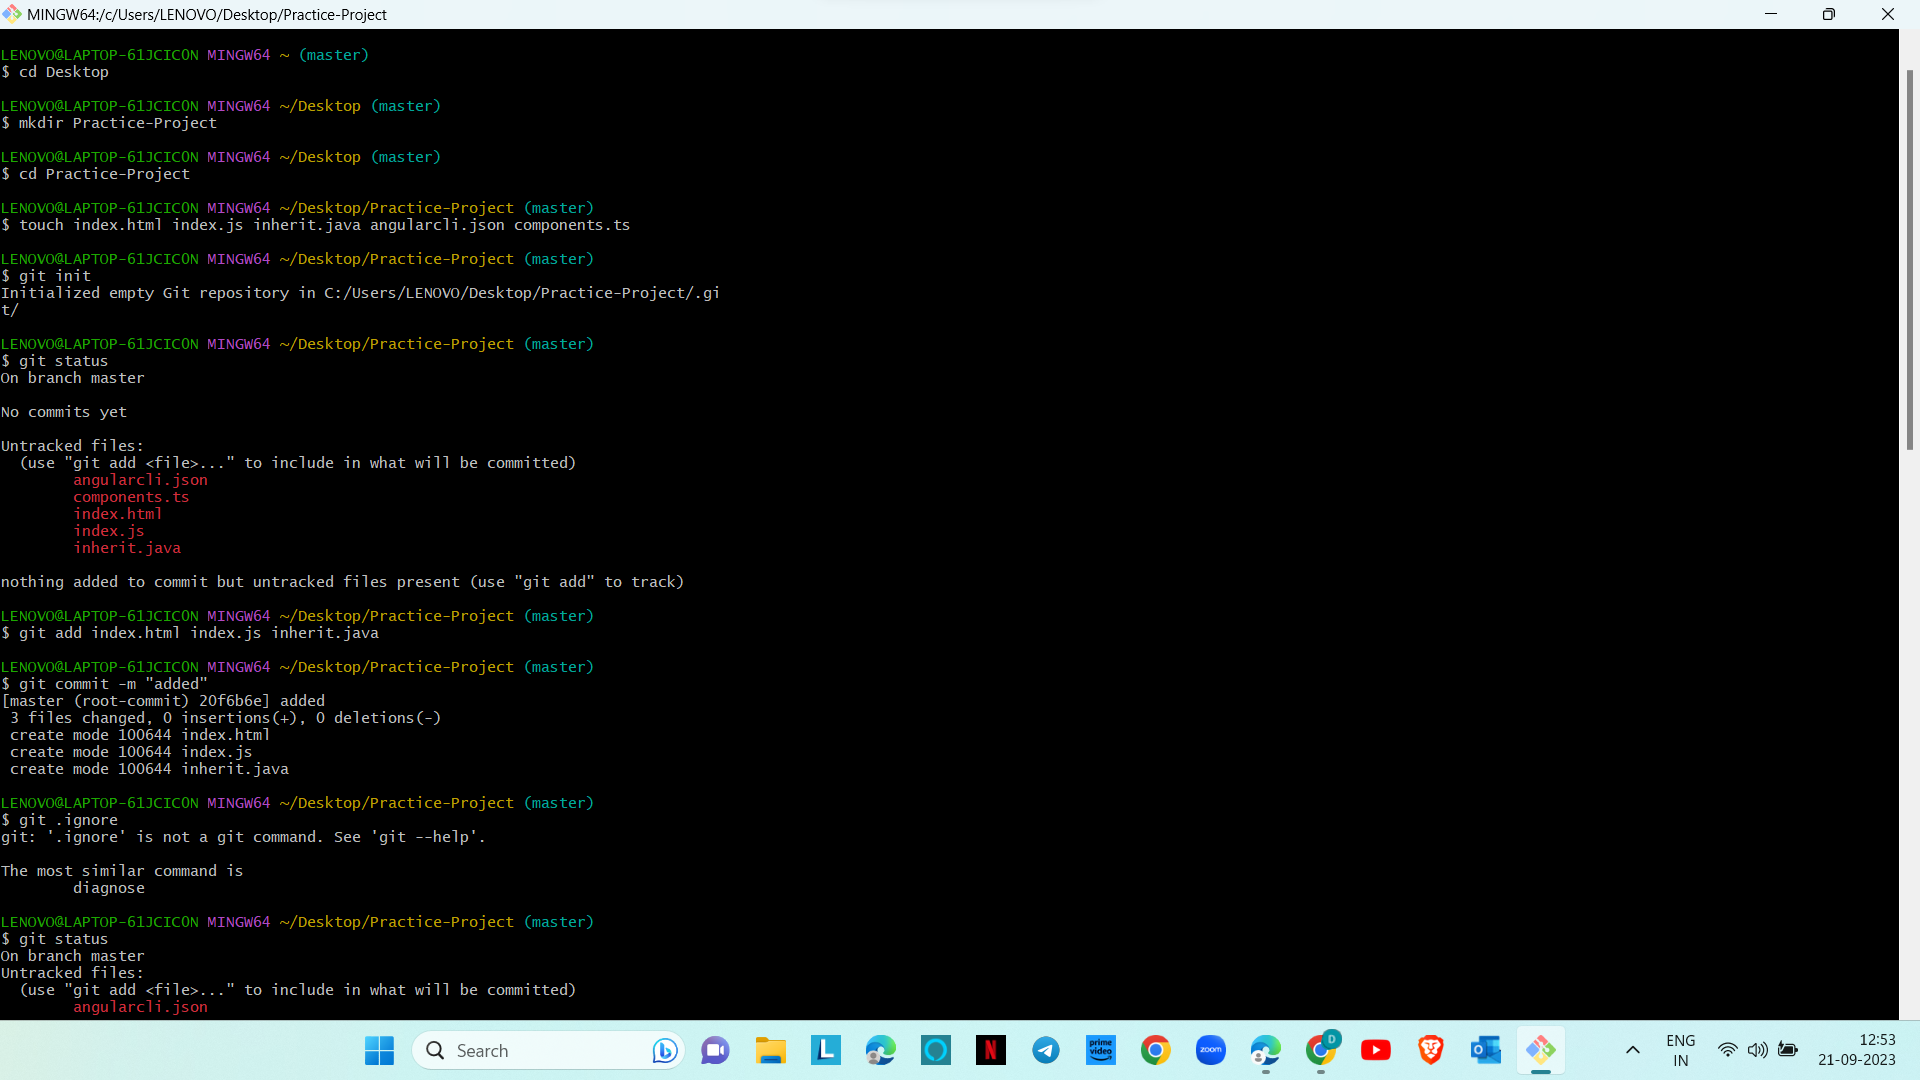 MINGW64:/c/Users/LENOVO/Desktop/Practice-Project
LENOVO@LAPTOP-61JCICON MINGW64 ~ (master)
$ cd Desktop
LENOVO@LAPTOP-61JCICON MINGW64 ~/Desktop (master)
$ mkdir Practice-Project
LENOVO@LAPTOP-61JCICON MINGW64 ~/Desktop (master)
$ cd Practice-Project
LENOVO@LAPTOP-61JCICON MINGW64 ~/Desktop/Practice-Project (master)
$ touch index.html index.js inherit.java angularcli.json components.ts
LENOVO@LAPTOP-61JCICON MINGW64 ~/Desktop/Practice-Project (master)
$ git init
Initialized empty Git repository in C:/Users/LENOVO/Desktop/Practice-Project/.gi
t/
LENOVO@LAPTOP-61JCICON MINGW64 ~/Desktop/Practice-Project (master)
$ git status
On branch master
No commits yet
Untracked files:
  (use "git add <file>..." to include in what will be committed)
        angularcli.json
        components.ts
        index.html
        index.js
        inherit.java
nothing added to commit but untracked files present (use "git add" to track)
LENOVO@LAPTOP-61JCICON MINGW64 ~/Desktop/Practice-Project (master)
$ git add index.html index.js inherit.java
LENOVO@LAPTOP-61JCICON MINGW64 ~/Desktop/Practice-Project (master)
$ git commit -m "added"
[master (root-commit) 20f6b6e] added
 3 files changed, 0 insertions(+), 0 deletions(-)
 create mode 100644 index.html
 create mode 100644 index.js
 create mode 100644 inherit.java
LENOVO@LAPTOP-61JCICON MINGW64 ~/Desktop/Practice-Project (master)
$ git .ignore
git: '.ignore' is not a git command. See 'git --help'.
The most similar command is
        diagnose
LENOVO@LAPTOP-61JCICON MINGW64 ~/Desktop/Practice-Project (master)
$ git status
On branch master
Untracked files:
  (use "git add <file>..." to include in what will be committed)
        angularcli.json
Search
L
N
prime video
zoom
D
ENG
IN
12:53
21-09-2023